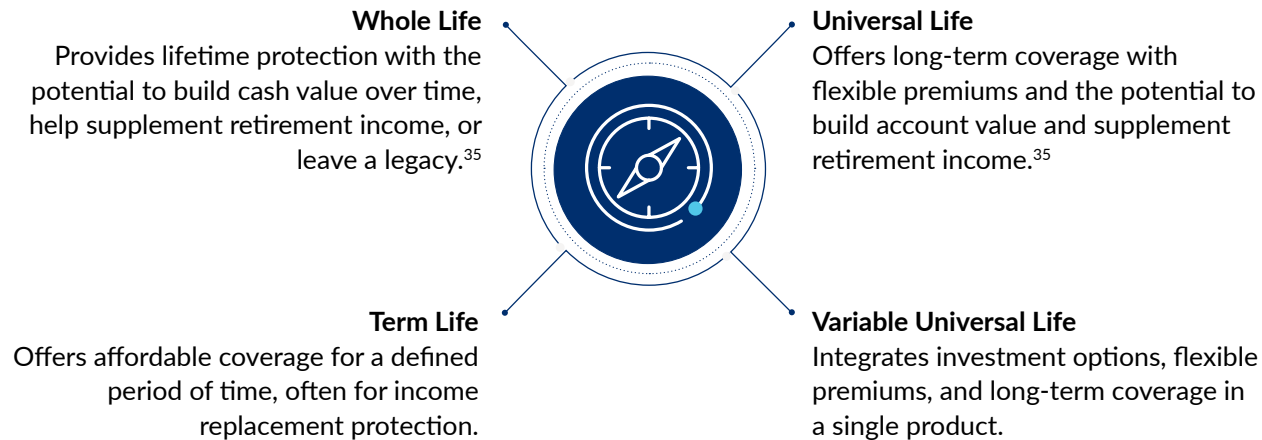 Whole Life
Provides lifetime protection with the
potential to build cash value over time,
help supplement retirement income, or
leave a legacy.35
Universal Life
Offers long-term coverage with
flexible premiums and the potential to
build account value and supplement
retirement income.35
Term Life
Offers affordable coverage for a defined
period of time, often for income
replacement protection.
Variable Universal Life
Integrates investment options, flexible
premiums, and long-term coverage in
a single product.